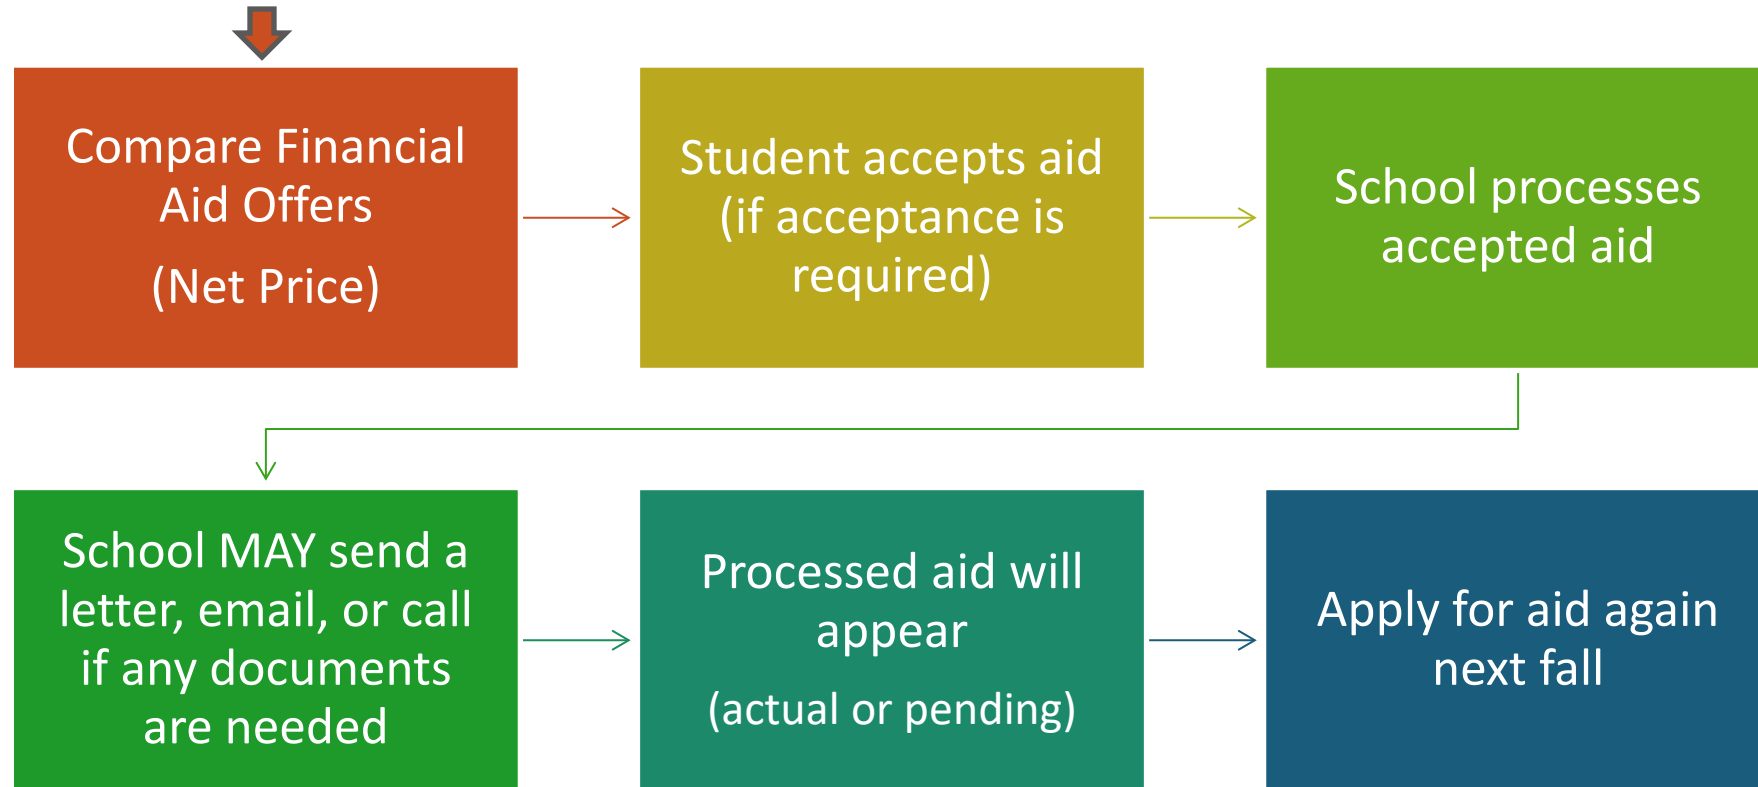 Compare Financial
Aid Offers
(Net Price)
Student accepts aid
(if acceptance is
required)
School processes
accepted aid
School MAY send a
letter, email, or call
if any documents
are needed
Processed aid will
appear
(actual or pending)
Apply for aid again
next fall